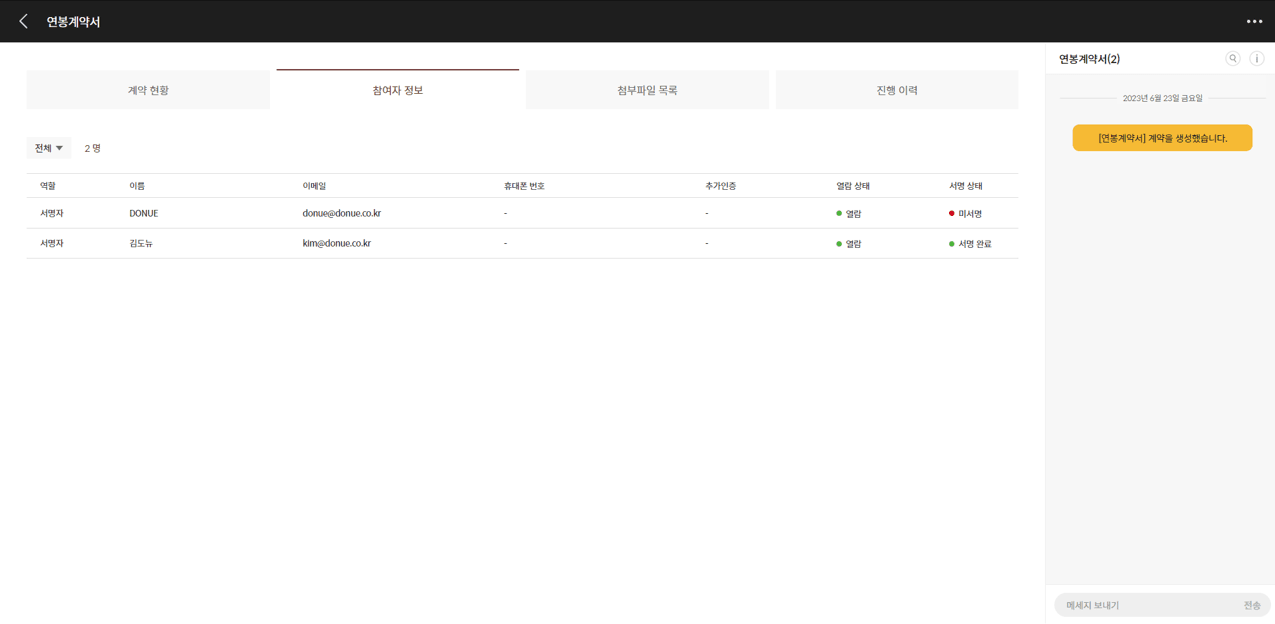 연봉계약서
계약 현황
참여자 정보
첨부파일 목록
진행 이력
전체
2 명
역할 이름 이메일 휴대폰 번호 추가인증 열람 상태 서명 상태
서명자 DONUE donue@donue.co.kr - - 열람 미서명
서명자 김도뉴 kim@donue.co.kr - - 열람 서명 완료
연봉계약서(2)
2023년 6월 23일 금요일
[연봉계약서] 계약을 생성했습니다.
메세지 보내기
전송